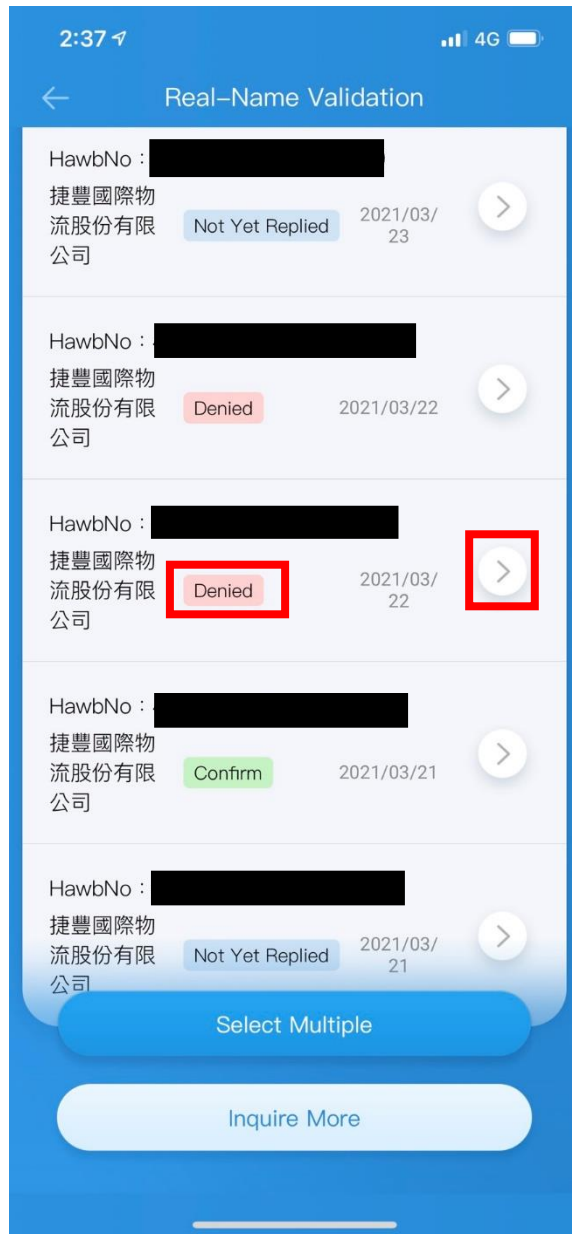 2:37
4G
Real-Name Validation
HawbNo：
捷豐國際物
流股份有限
公司
Not Yet Replied
2021/03/
23
HawbNo：
捷豐國際物
流股份有限
公司
Denied
2021/03/22
HawbNo：
捷豐國際物
流股份有限
公司
Denied
2021/03/
22
HawbNo：
捷豐國際物
流股份有限
公司
Confirm
2021/03/21
HawbNo：
捷豐國際物
流股份有限
公司
Not Yet Replied
2021/03/
21
Select Multiple
Inquire More